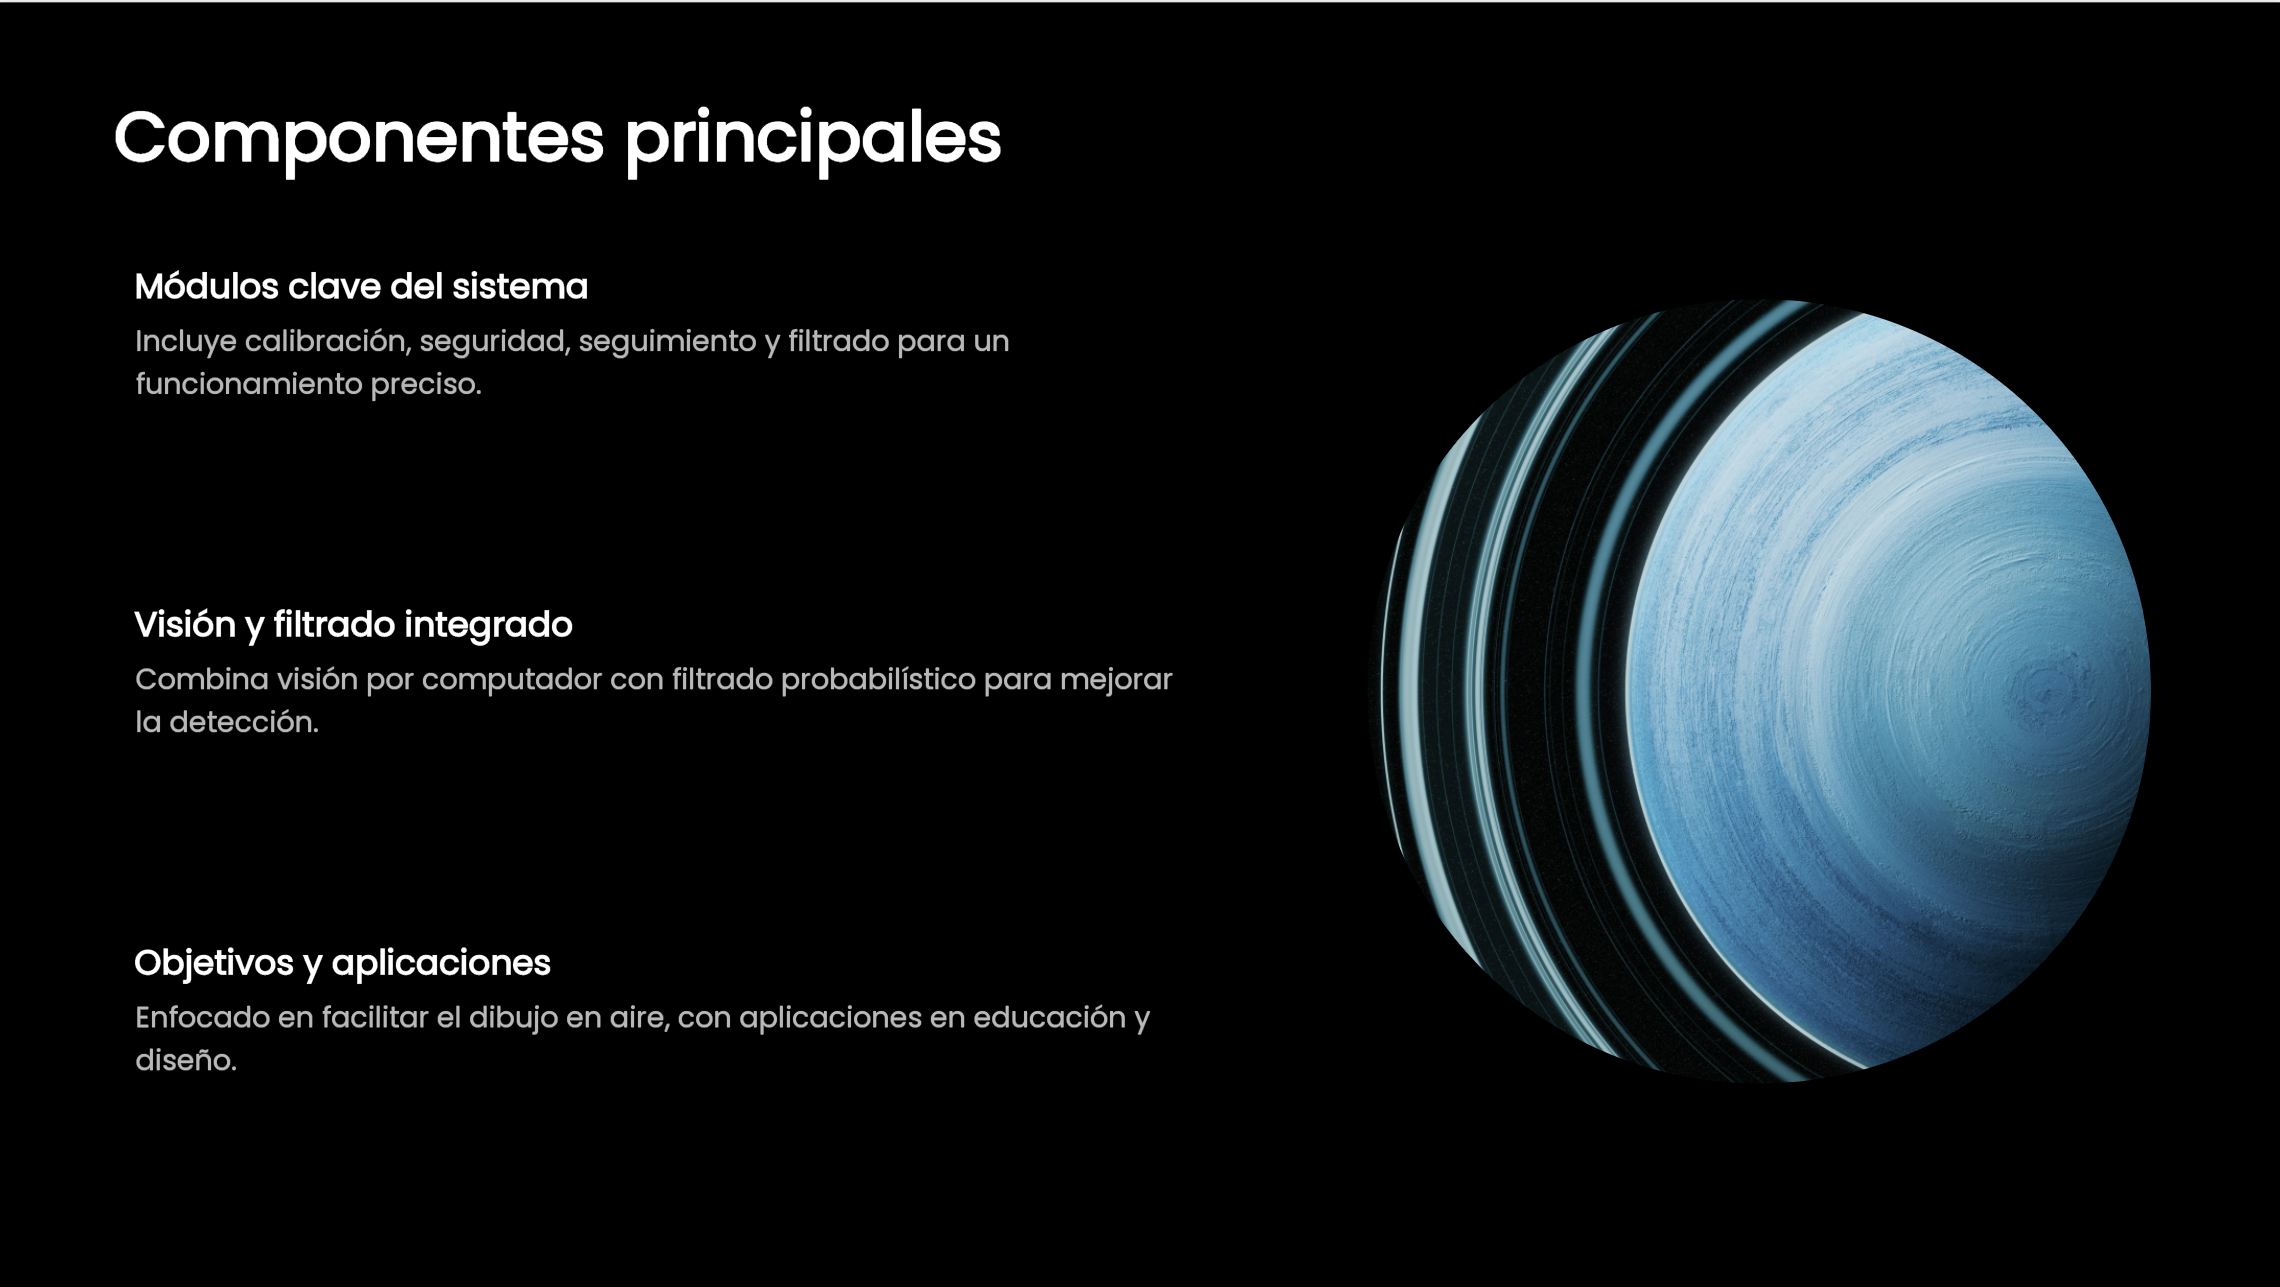 Componentes principales
Módulos clave del sistema
Incluye calibración, seguridad, seguimiento y filtrado para un
funcionamiento preciso.
Visión y filtrado integrado
Combina visión por computador con filtrado probabilístico para mejorar
la detección.
Objetivos y aplicaciones
Enfocado en facilitar el dibujo en aire, con aplicaciones en educación y
diseño.